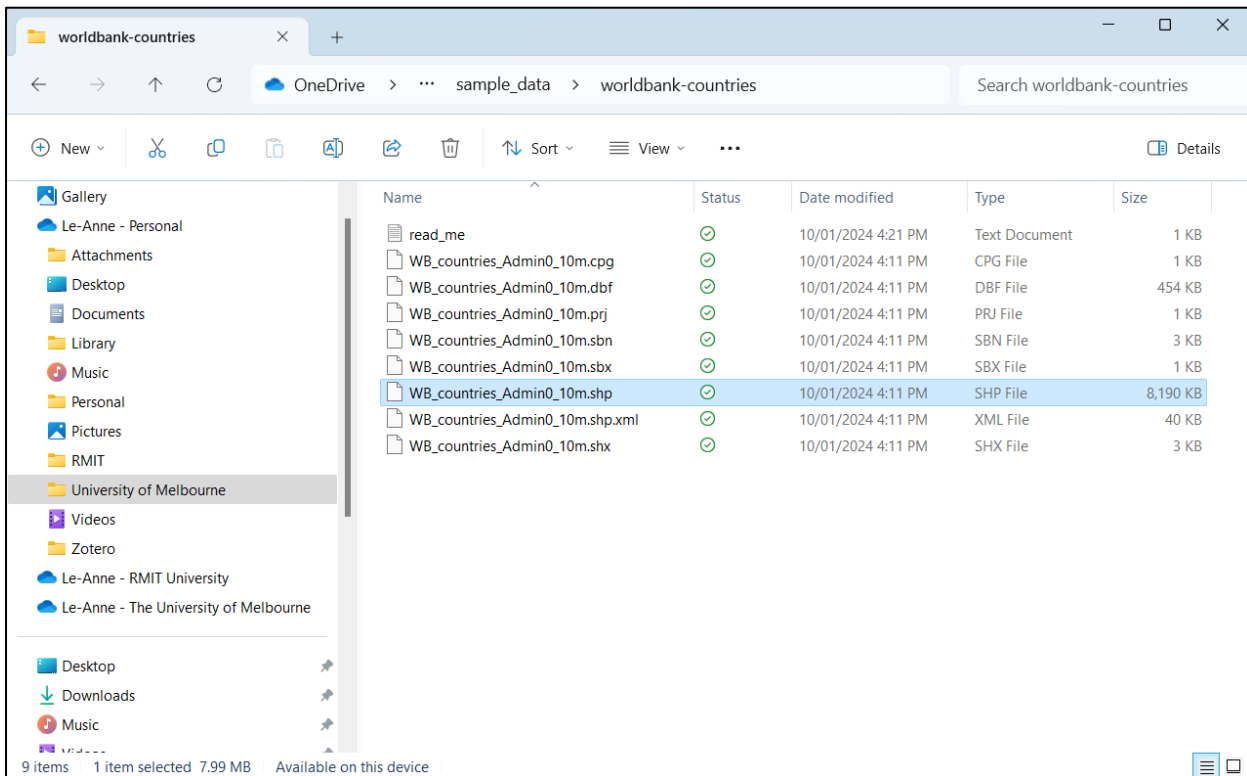 worldbank-countries
OneDrive > ... sample_data > worldbank-countries
Search worldbank-countries
New
Sort
View
Details
Gallery
Le-Anne - Personal
Attachments
Desktop
Documents
Library
Music
Personal
Pictures
RMIT
University of Melbourne
Videos
Zotero
Le-Anne - RMIT University
Le-Anne - The University of Melbourne
Desktop
Downloads
Music
Name Status Date modified Type Size
read_me 10/01/2024 4:21 PM Text Document 1 KB
WB_countries_Admin0_10m.cpg 10/01/2024 4:11 PM CPG File 1 KB
WB_countries_Admin0_10m.dbf 10/01/2024 4:11 PM DBF File 454 KB
WB_countries_Admin0_10m.prj 10/01/2024 4:11 PM PRJ File 1 KB
WB_countries_Admin0_10m.sbn 10/01/2024 4:11 PM SBN File 3 KB
WB_countries_Admin0_10m.sbx 10/01/2024 4:11 PM SBX File 1 KB
WB_countries_Admin0_10m.shp 10/01/2024 4:11 PM SHP File 8,190 KB
WB_countries_Admin0_10m.shp.xml 10/01/2024 4:11 PM XML File 40 KB
WB_countries_Admin0_10m.shx 10/01/2024 4:11 PM SHX File 3 KB
9 items 1 item selected 7.99 MB Available on this device